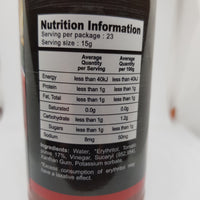 Nutrition Information
Serving per package : 23
Serving size : 15g
Average Quantity per Serving
Average Quantity per 100g
Energy less than 40kJ less than 40kJ
Protein less than 1g less than 1g
Fat, Total less than 1g less than 1g
Saturated 0.0g 0.0g
Carbohydrate less than 1g 1.2g
Sugars less than 1g less than 1g
Sodium 8mg 50mg
Ingredients: Water, *Erythritol, Tomato
17%, Vinegar, Sucaryl
Xanthan Gum, Potassium sorbate.
*Excess consumption of erythritol may
have a laxative effect.